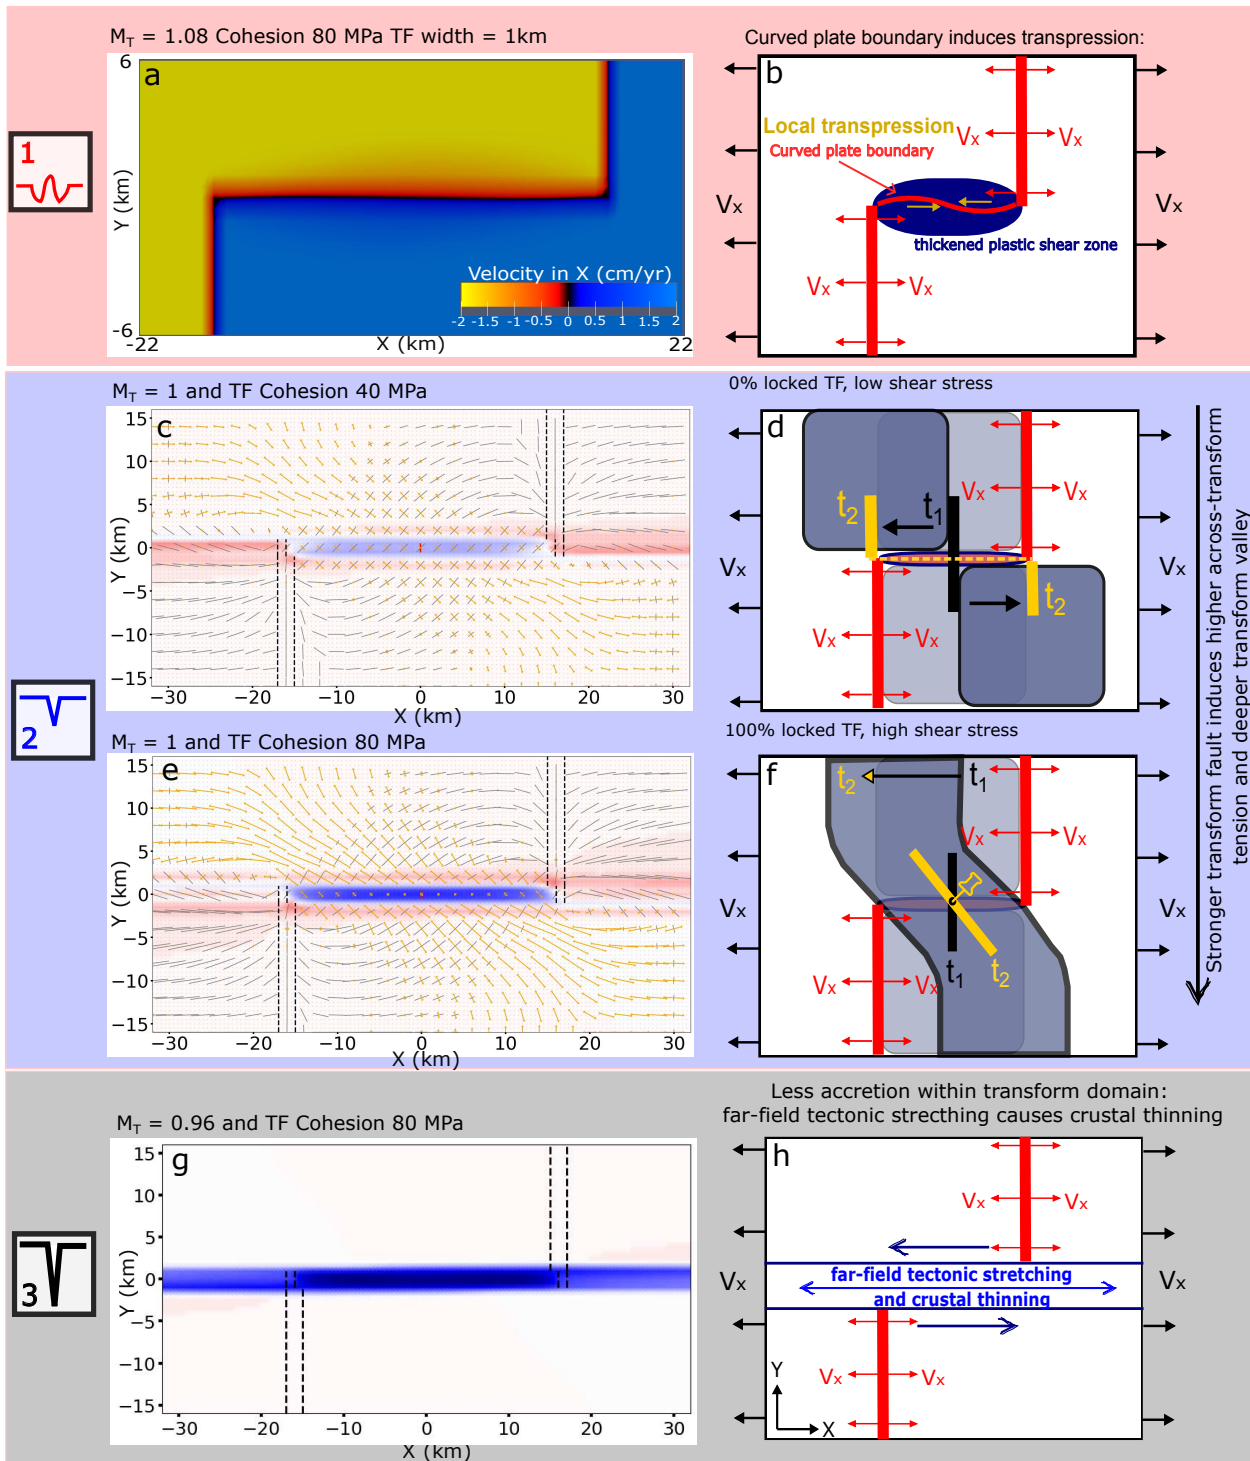 M_T = 1.08 Cohesion 80 MPa TF width = 1km
Curved plate boundary induces transpression:
1
a
6
Y (km)
-6
-22
X (km)
22
Velocity in X (cm/yr)
-2 -1.5 -1 -0.5 0 0.5 1 1.5 2
b
Local transpression
Curved plate boundary
Vx Vx
Vx Vx
thickened plastic shear zone
Vx Vx
2
M_T = 1 and TF Cohesion 40 MPa
c
15
10
5
0
−5
−10
−15
Y (km)
−30 −20 −10 0 10 20 30
X (km)
0% locked TF, low shear stress
d
Vx Vx
t2 t1
Vx Vx
t2
Vx Vx
M_T = 1 and TF Cohesion 80 MPa
e
15
10
5
0
−5
−10
−15
Y (km)
−30 −20 −10 0 10 20 30
X (km)
100% locked TF, high shear stress
f
t2 t1
Vx Vx
Vx Vx
t1 t2
Vx Vx
Stronger transform fault induces higher across-transform
tension and deeper transform valley
3
M_T = 0.96 and TF Cohesion 80 MPa
g
15
10
5
0
−5
−10
−15
Y (km)
−30 −20 −10 0 10 20 30
X (km)
Less accretion within transform domain:
far-field tectonic strecthing causes crustal thinning
h
Vx Vx
Vx Vx
far-field tectonic stretching
and crustal thinning
Vx Vx
Y
X